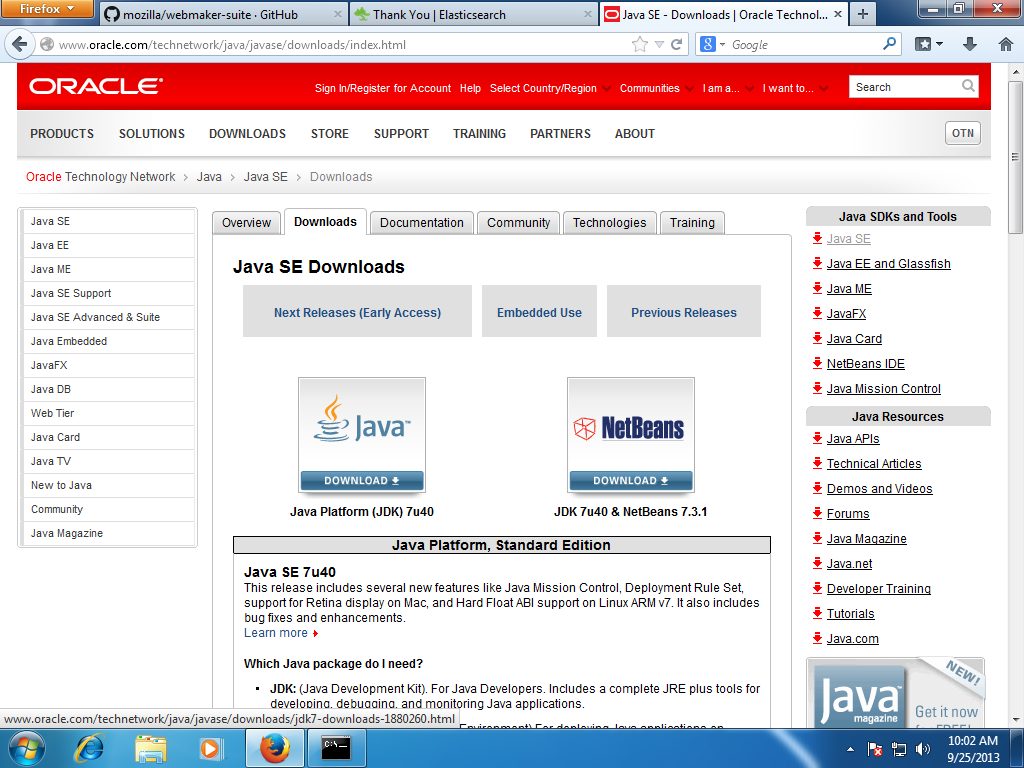 Firefox
mozilla/webmaker-suite · GitHub
Thank You | Elasticsearch
Java SE - Downloads | Oracle Technol...
www.oracle.com/technetwork/java/javase/downloads/index.html
Google
ORACLE
Sign In/Register for Account Help Select Country/Region Communities I am a... I want to...
Search
PRODUCTS SOLUTIONS DOWNLOADS STORE SUPPORT TRAINING PARTNERS ABOUT
OTN
Oracle Technology Network > Java > Java SE > Downloads
Java SE
Java EE
Java ME
Java SE Support
Java SE Advanced & Suite
Java Embedded
JavaFX
Java DB
Web Tier
Java Card
Java TV
New to Java
Community
Java Magazine
Overview Downloads Documentation Community Technologies Training
Java SE Downloads
Next Releases (Early Access)
Embedded Use
Previous Releases
Java™
DOWNLOAD
Java Platform (JDK) 7u40
NetBeans
DOWNLOAD
JDK 7u40 & NetBeans 7.3.1
Java Platform, Standard Edition
Java SE 7u40
This release includes several new features like Java Mission Control, Deployment Rule Set,
support for Retina display on Mac, and Hard Float ABI support on Linux ARM v7. It also includes
bug fixes and enhancements.
Learn more
Which Java package do I need?
JDK: (Java Development Kit). For Java Developers. Includes a complete JRE plus tools for
developing, debugging, and monitoring Java applications.
Environment) For deploying Java applications on
Java SDKs and Tools
Java SE
Java EE and Glassfish
Java ME
JavaFX
Java Card
NetBeans IDE
Java Mission Control
Java Resources
Java APIs
Technical Articles
Demos and Videos
Forums
Java Magazine
Java.net
Developer Training
Tutorials
Java.com
NEW!
Java™
magazine
Get it now
www.oracle.com/technetwork/java/javase/downloads/jdk7-downloads-1880260.html
10:02 AM
9/25/2013